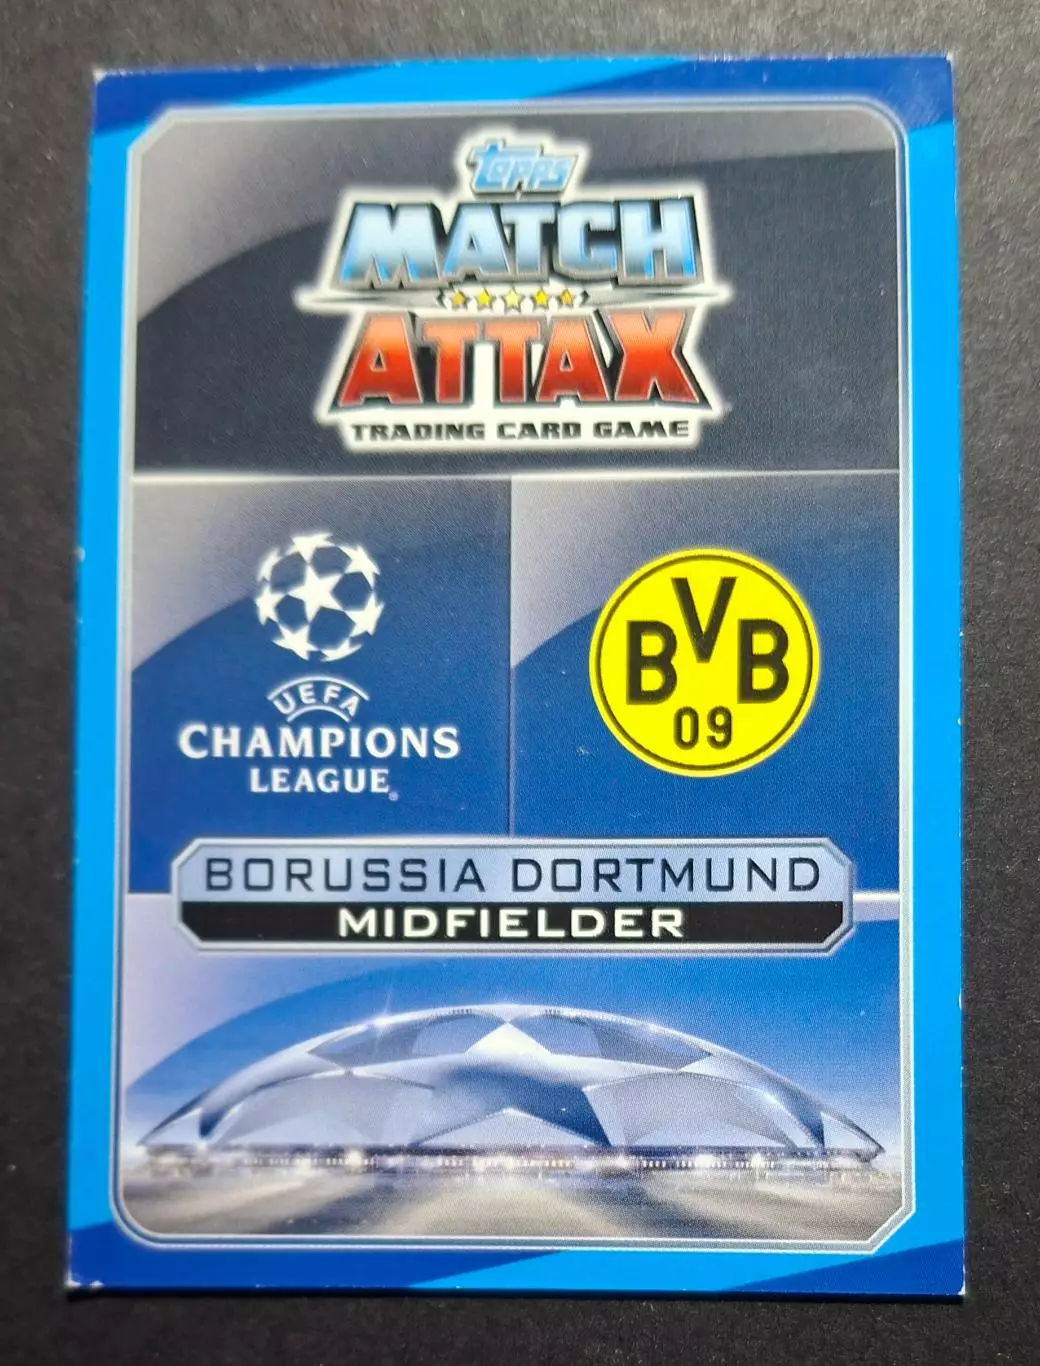 Topps
MATCH
ATTAX
TRADING CARD GAME
UEFA
CHAMPIONS
LEAGUE
BVB
09
BORUSSIA DORTMUND
MIDFIELDER